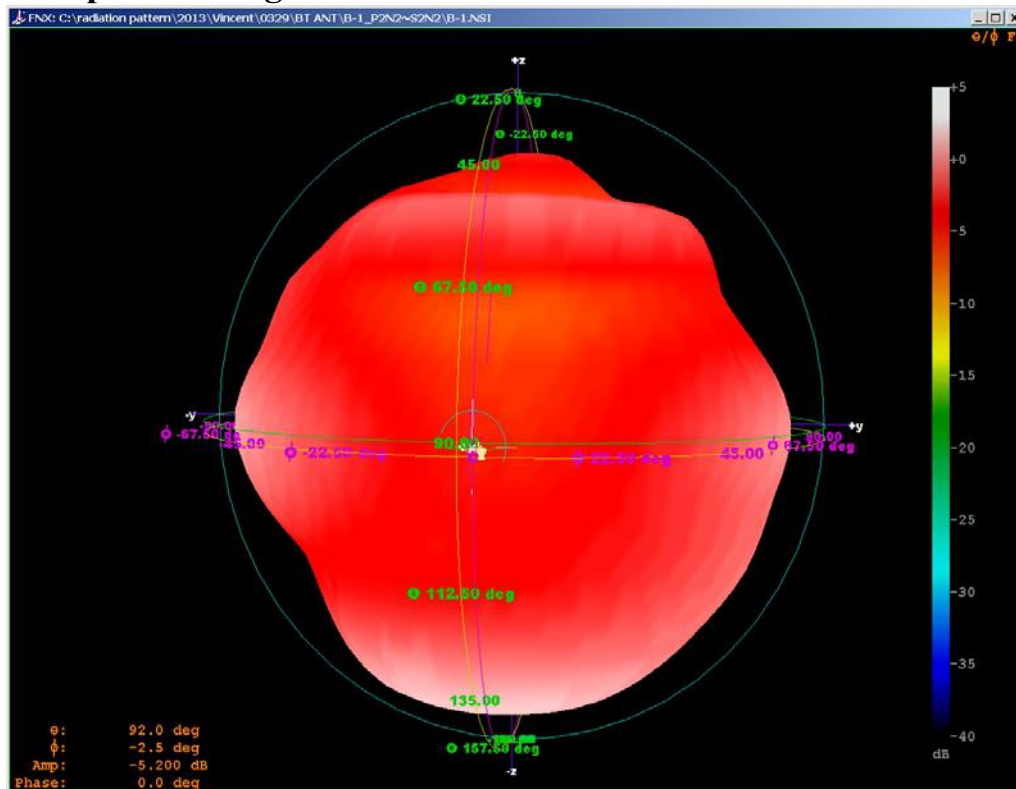 FNX: C:\radiation pattern\2013\Vincent\0329\BT ANT\B-1_P2N2~S2N2\B-1.NSI
Θ/ϕ F
+z
Θ 22.50 deg
Θ -22.50 deg
45.00
Θ 67.50 deg
-y
+y
ϕ -67.50
90.00
90.00
ϕ 67.50 deg
ϕ -22.50 deg
ϕ 22.50 deg
45.00
Θ 112.50 deg
135.00
Θ 157.50 deg
-z
+5
+0
-5
-10
-15
-20
-25
-30
-35
-40
dB
Θ: 92.0 deg
ϕ: -2.5 deg
Amp: -5.200 dB
Phase: 0.0 deg